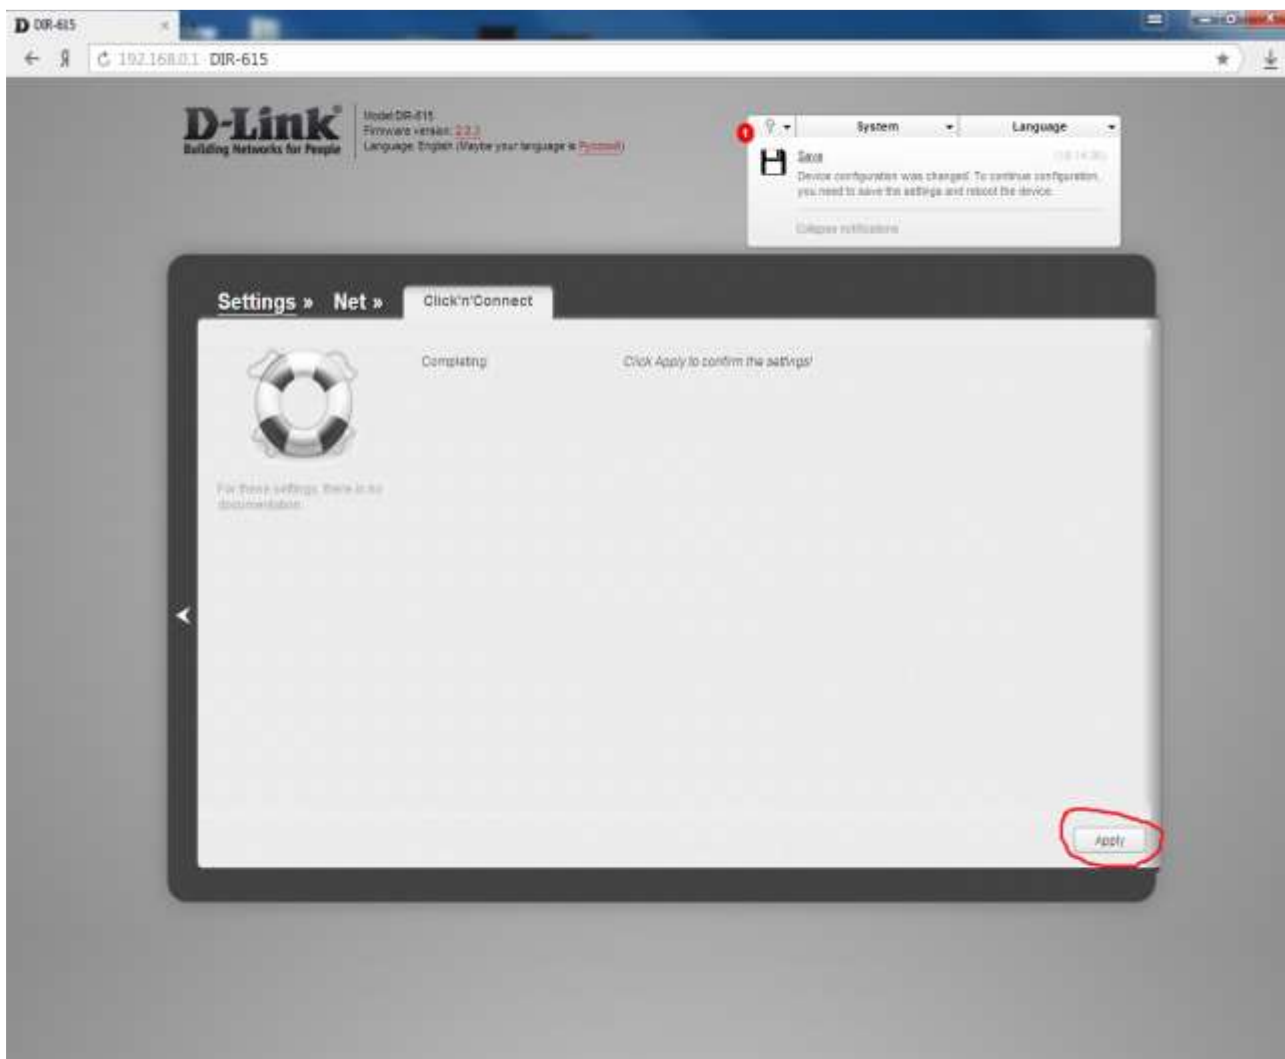 DIR-615
192.168.0.1 DIR-615
D-Link
Building Networks for People
Model:DIR-615
Firmware version: 2.3.3
Language: English (Maybe your language is Русский)
1
System
Language
Save
Device configuration was changed. To continue configuration,
you need to save the settings and reboot the device.
Collapse notifications
Settings »
Net »
Click'n'Connect
Completing
Click Apply to confirm the settings!
For these settings, there is no
documentation.
Apply